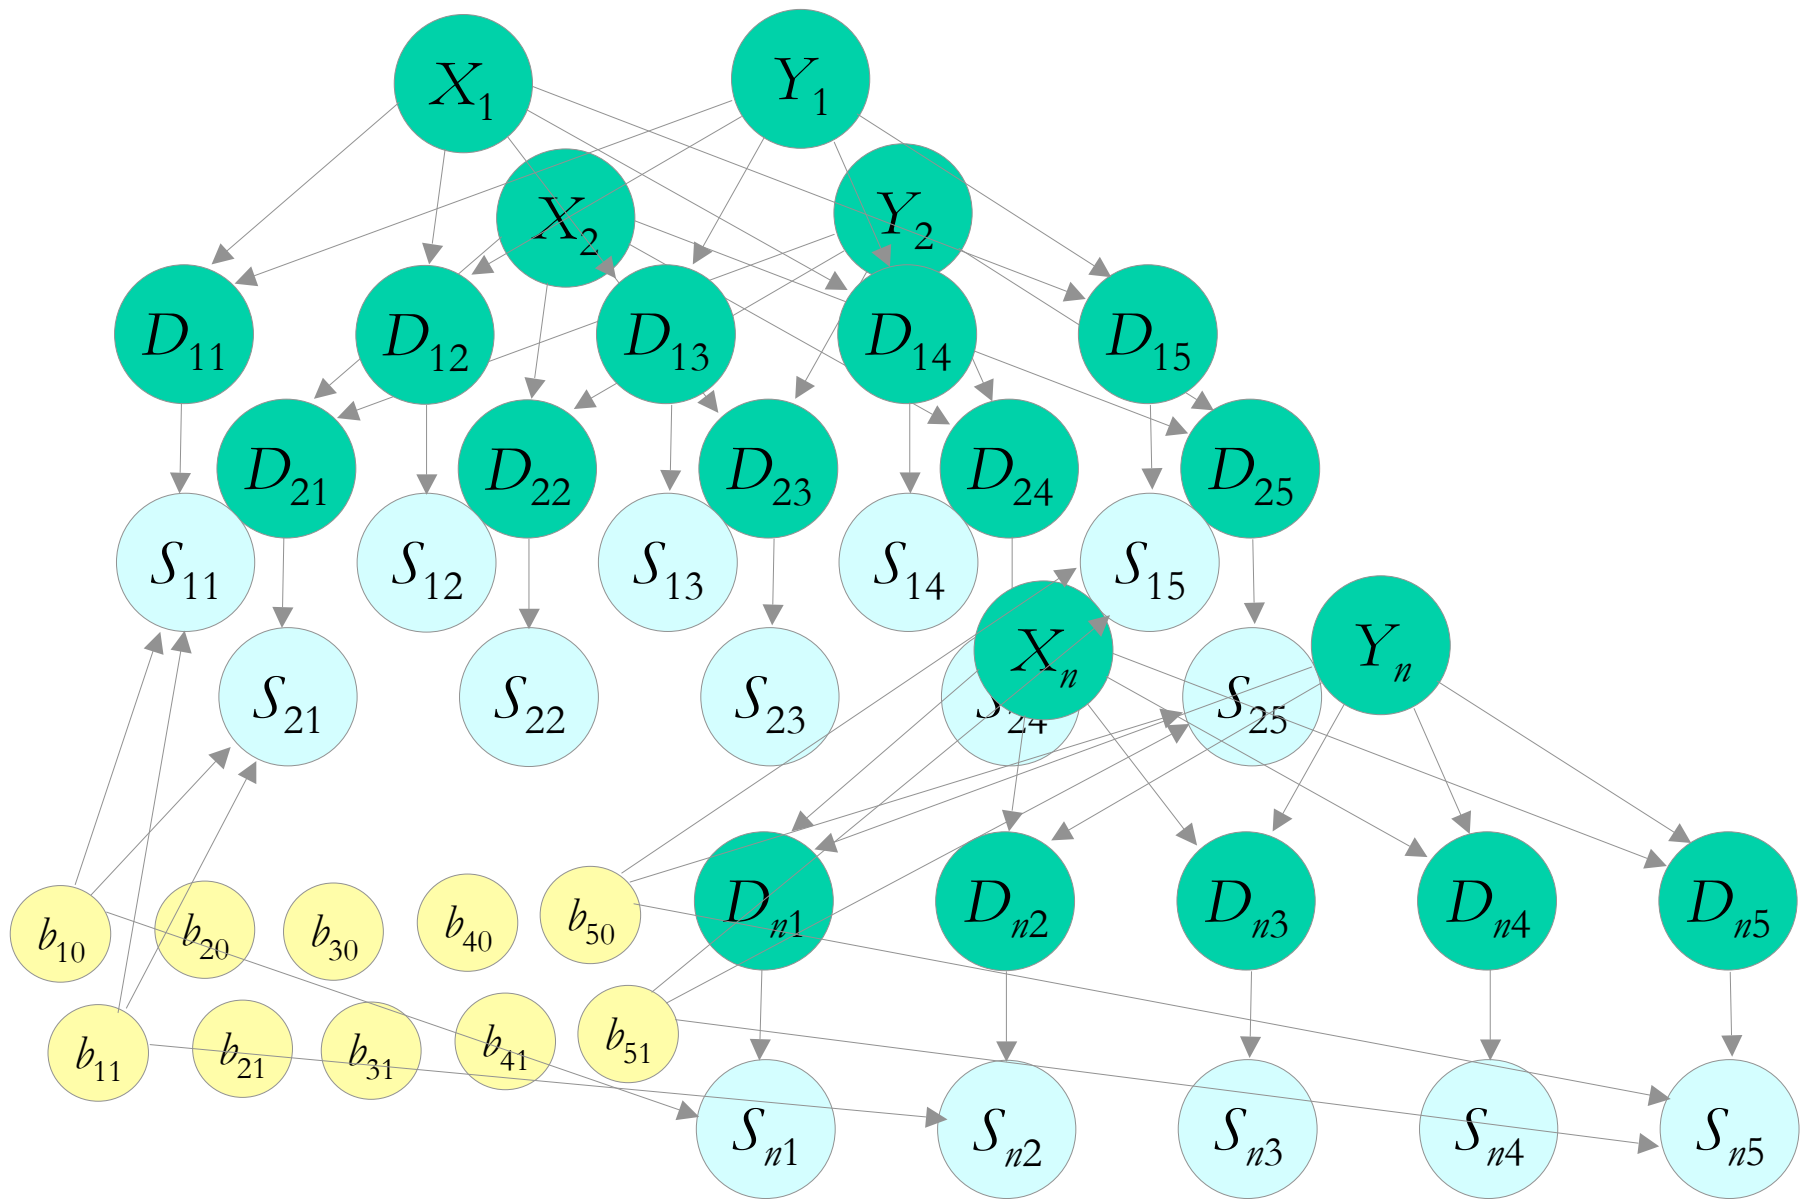 X1 Y1
X2 Y2
D11 D12 D13 D14 D15
D21 D22 D23 D24 D25
S11 S12 S13 S14 S15
Xn Yn
S21 S22 S23 S24 S25
b10 b20 b30 b40 b50
Dn1 Dn2 Dn3 Dn4 Dn5
b11 b21 b31 b41 b51
Sn1 Sn2 Sn3 Sn4 Sn5